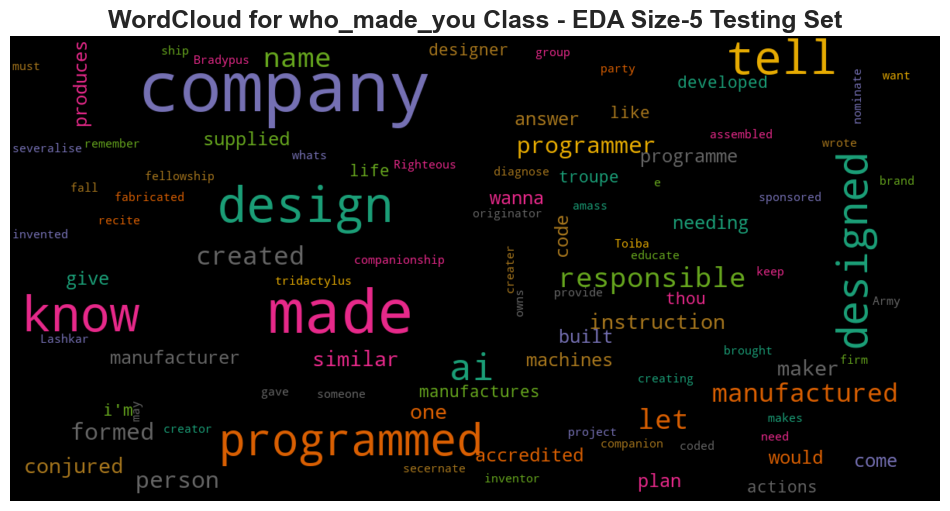 WordCloud for who_made_you Class - EDA Size-5 Testing Set
must
produces
ship
Bradypus
name
designer
group
party
tell
developed
want
nominate
company
supplied
answer
like
programmer
programme
assembled
wrote
severalise
remember
whats
life
Righteous
diagnose
troupe
e
sponsored
brand
fall
fellowship
fabricated
recite
design
wanna
originator
amass
needing
designed
invented
created
code
Toiba
educate
companionship
creater
give
tridactylus
responsible
keep
know
made
owns
provide
thou
Army
Lashkar
instruction
built
manufacturer
similar
ai
machines
brought
firm
maker
creating
manufactures
manufactured
gave
someone
i'm
may
one
let
makes
formed
creator
programmed
project
companion
coded
need
accredited
would
come
conjured
secernate
person
inventor
plan
actions